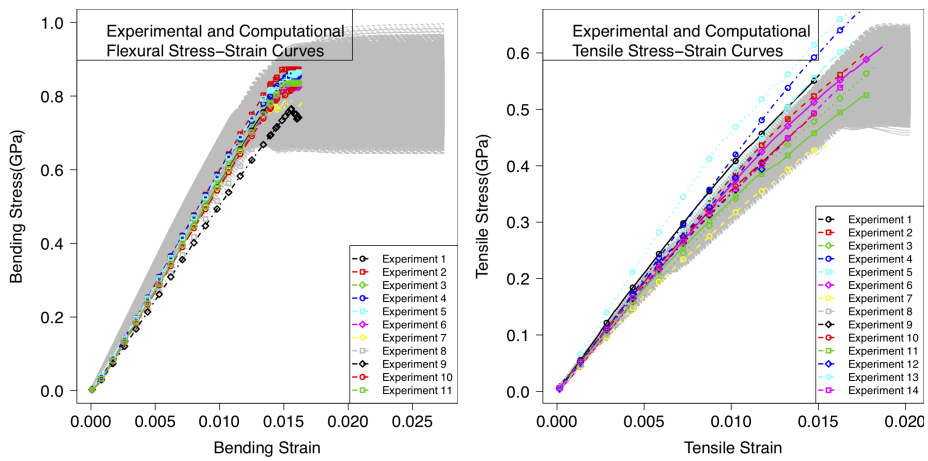 Experimental and Computational
Flexural Stress−Strain Curves
Bending Stress(GPa)
1.0
0.8
0.6
0.4
0.2
0.0
0.000
0.005
0.010
0.015
0.020
0.025
Bending Strain
Experiment 1
Experiment 2
Experiment 3
Experiment 4
Experiment 5
Experiment 6
Experiment 7
Experiment 8
Experiment 9
Experiment 10
Experiment 11
Experimental and Computational
Tensile Stress−Strain Curves
Tensile Stress(GPa)
0.6
0.5
0.4
0.3
0.2
0.1
0.0
0.000
0.005
0.010
0.015
0.020
Tensile Strain
Experiment 1
Experiment 2
Experiment 3
Experiment 4
Experiment 5
Experiment 6
Experiment 7
Experiment 8
Experiment 9
Experiment 10
Experiment 11
Experiment 12
Experiment 13
Experiment 14